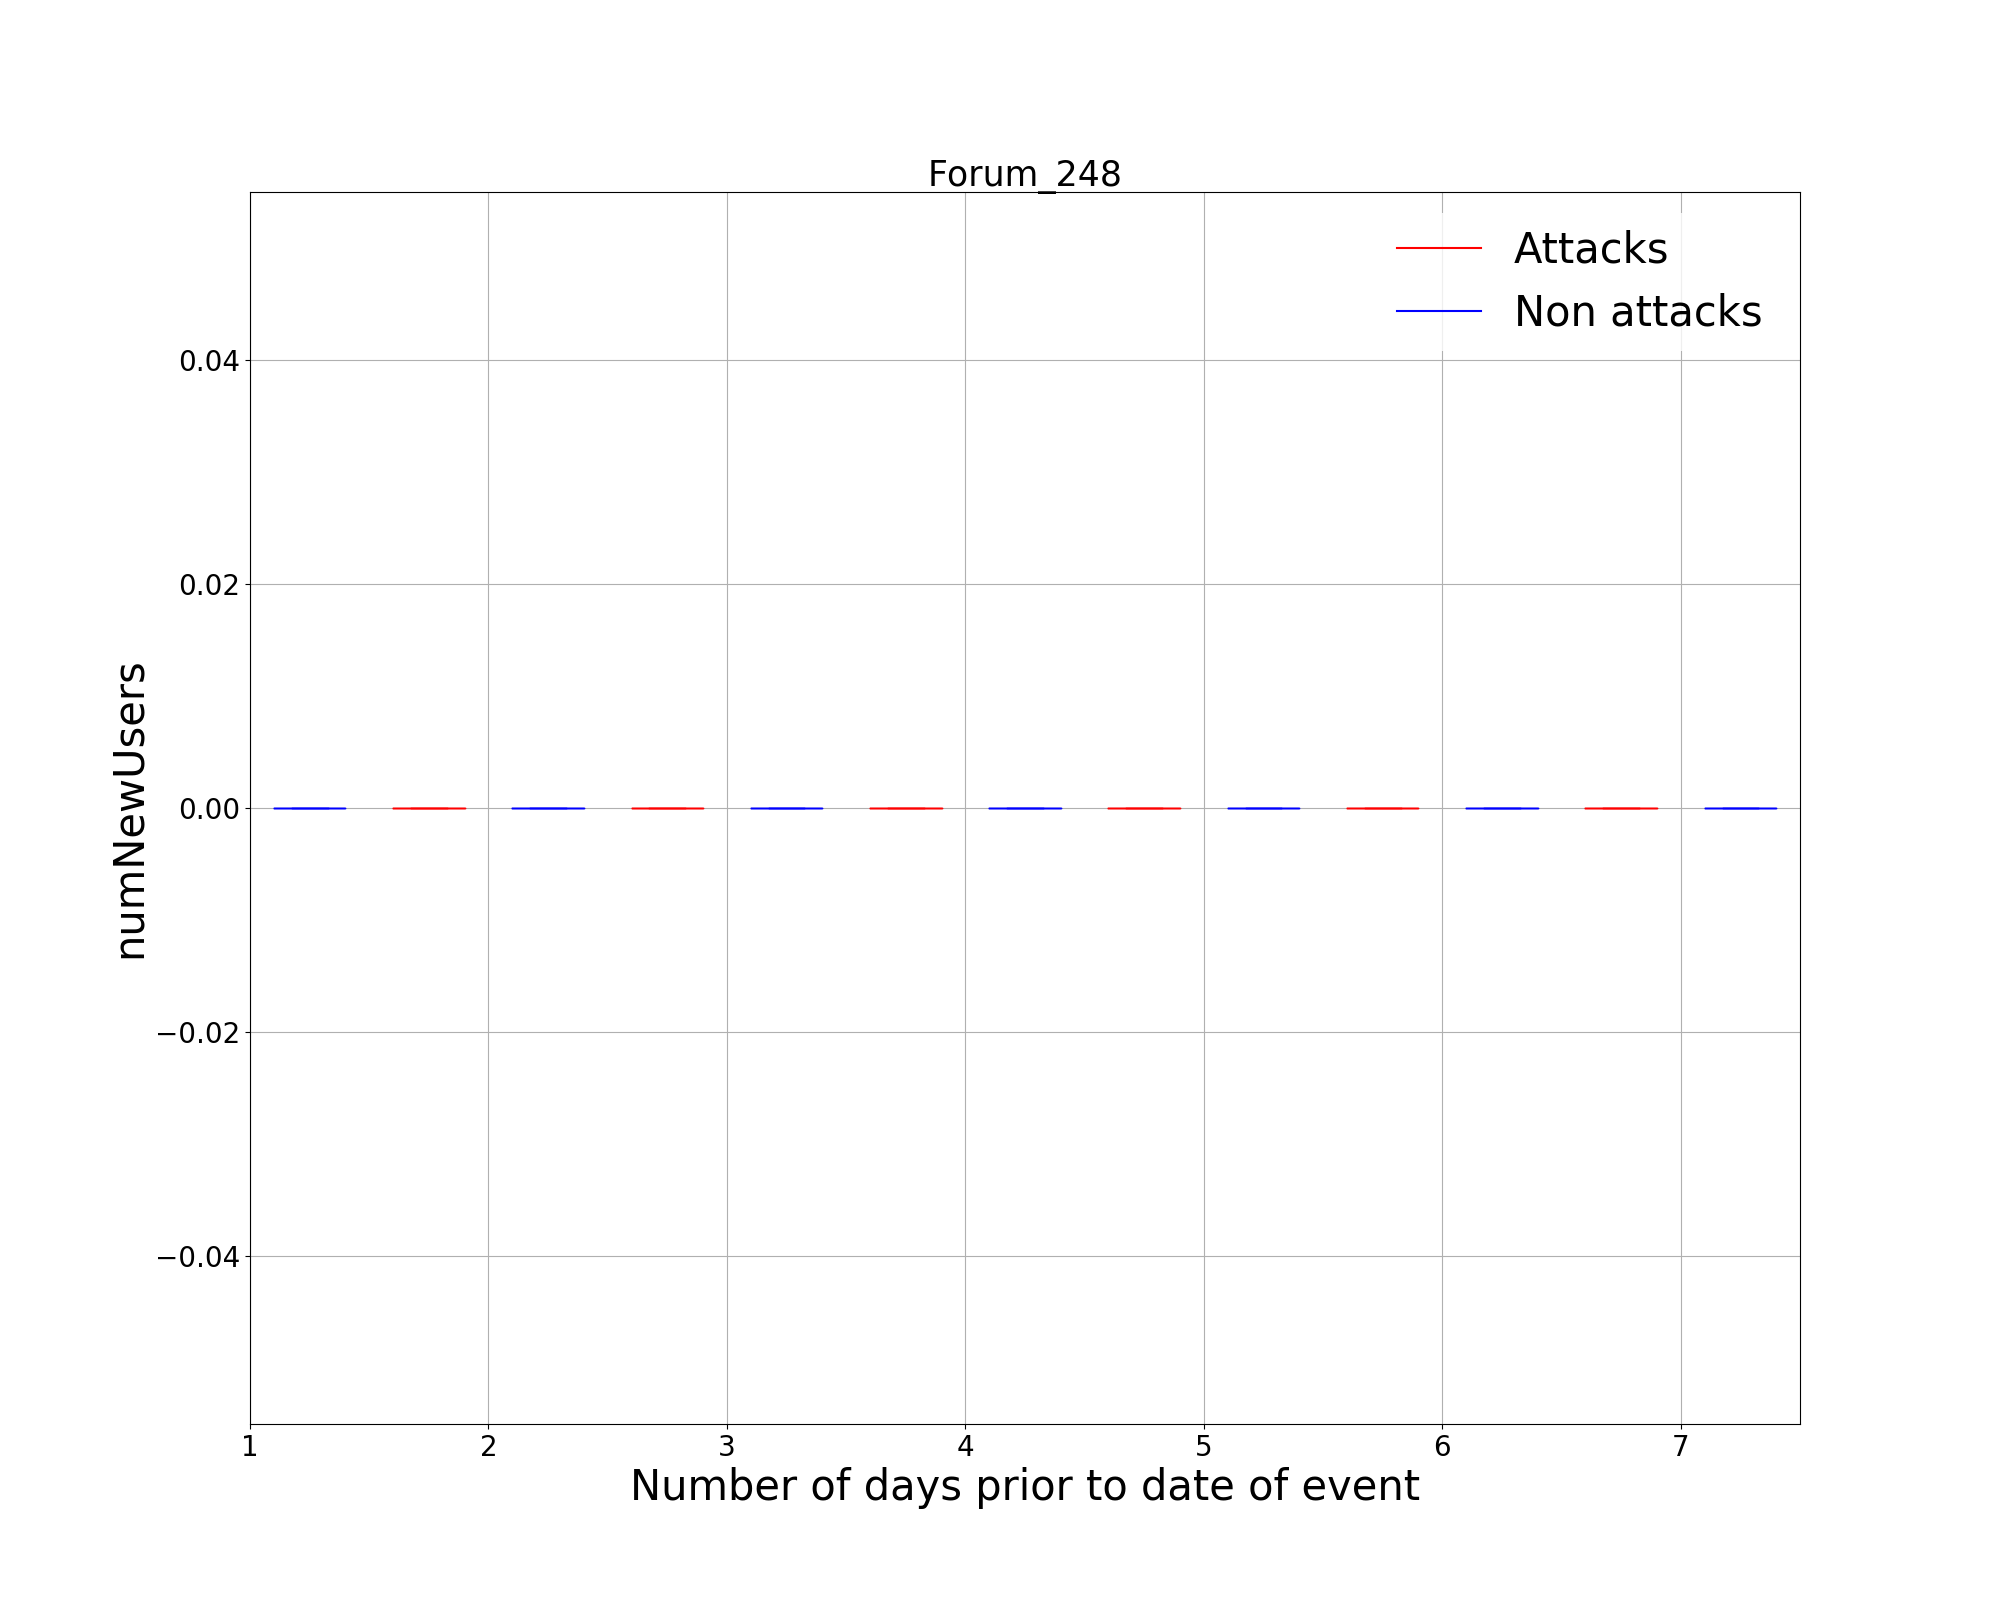 Forum_248
Attacks
Non attacks
0.04
0.02
0.00
−0.02
−0.04
numNewUsers
1 2 3 4 5 6 7
Number of days prior to date of event